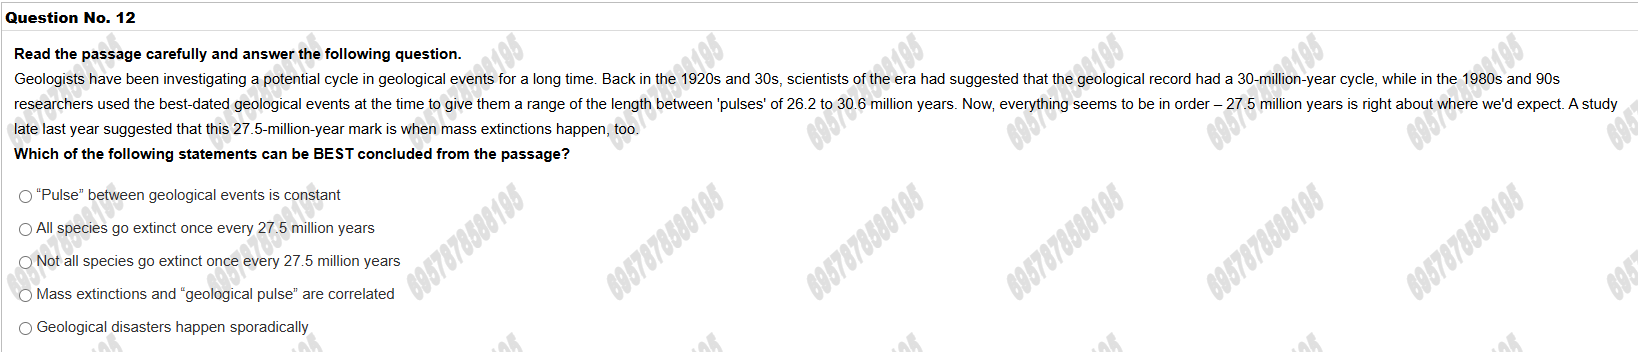 Question No. 12
Read the passage carefully and answer the following question.
Geologists have been investigating a potential cycle in geological events for a long time. Back in the 1920s and 30s, scientists of the era had suggested that the geological record had a 30-million-year cycle, while in the 1980s and 90s
researchers used the best-dated geological events at the time to give them a range of the length between 'pulses' of 26.2 to 30.6 million years. Now, everything seems to be in order – 27.5 million years is right about where we'd expect. A study
late last year suggested that this 27.5-million-year mark is when mass extinctions happen, too.
Which of the following statements can be BEST concluded from the passage?
“Pulse” between geological events is constant
All species go extinct once every 27.5 million years
Not all species go extinct once every 27.5 million years
Mass extinctions and “geological pulse” are correlated
Geological disasters happen sporadically